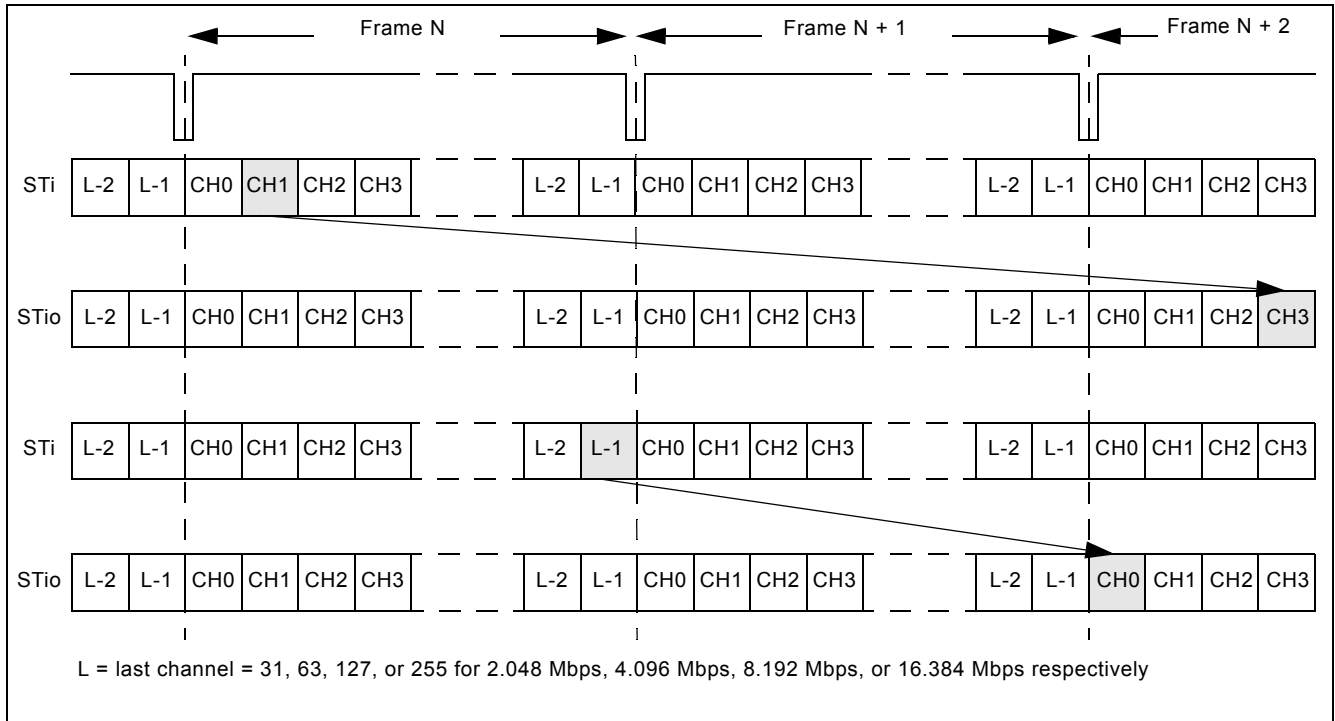 Frame N Frame N + 1 Frame N + 2
STi L-2 L-1 CH0 CH1 CH2 CH3 L-2 L-1 CH0 CH1 CH2 CH3 L-2 L-1 CH0 CH1 CH2 CH3
STio L-2 L-1 CH0 CH1 CH2 CH3 L-2 L-1 CH0 CH1 CH2 CH3 L-2 L-1 CH0 CH1 CH2 CH3
STi L-2 L-1 CH0 CH1 CH2 CH3 L-2 L-1 CH0 CH1 CH2 CH3 L-2 L-1 CH0 CH1 CH2 CH3
STio L-2 L-1 CH0 CH1 CH2 CH3 L-2 L-1 CH0 CH1 CH2 CH3 L-2 L-1 CH0 CH1 CH2 CH3
L = last channel = 31, 63, 127, or 255 for 2.048 Mbps, 4.096 Mbps, 8.192 Mbps, or 16.384 Mbps respectively